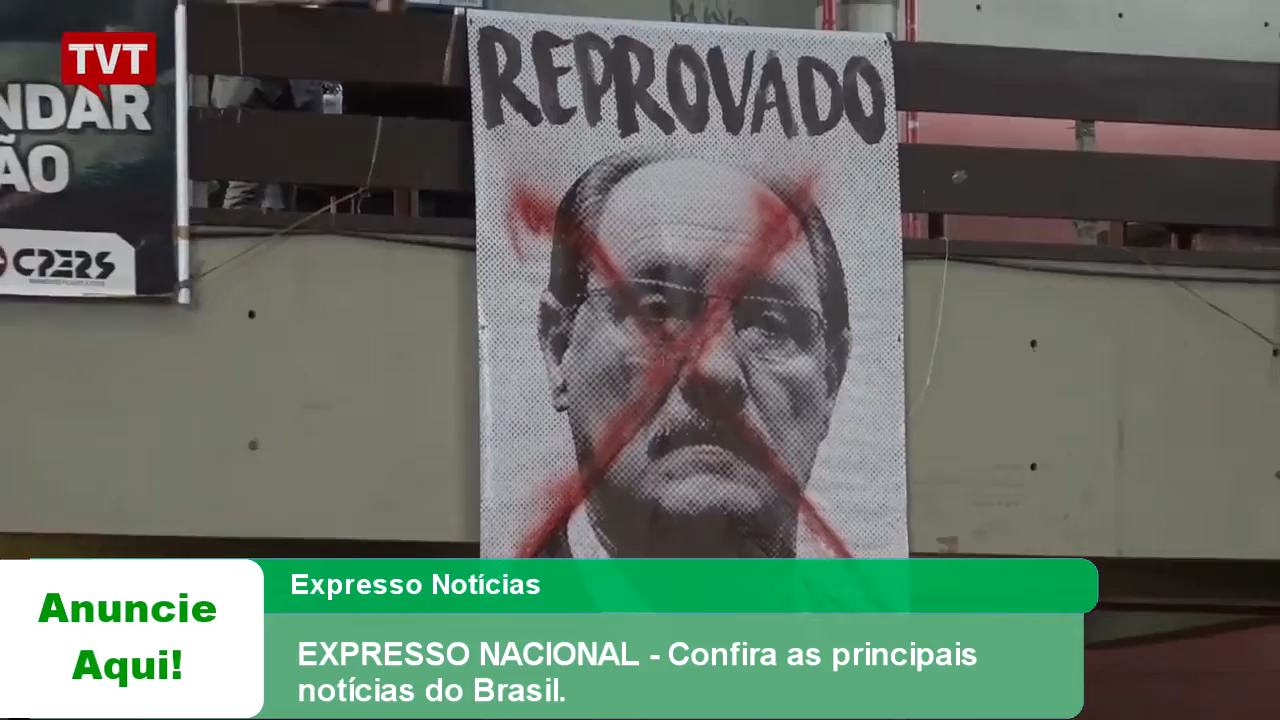 TVT
REPROVADO
NDAR
ÃO
CPERS
Expresso Notícias
Anuncie
Aqui!
EXPRESSO NACIONAL - Confira as principais
notícias do Brasil.